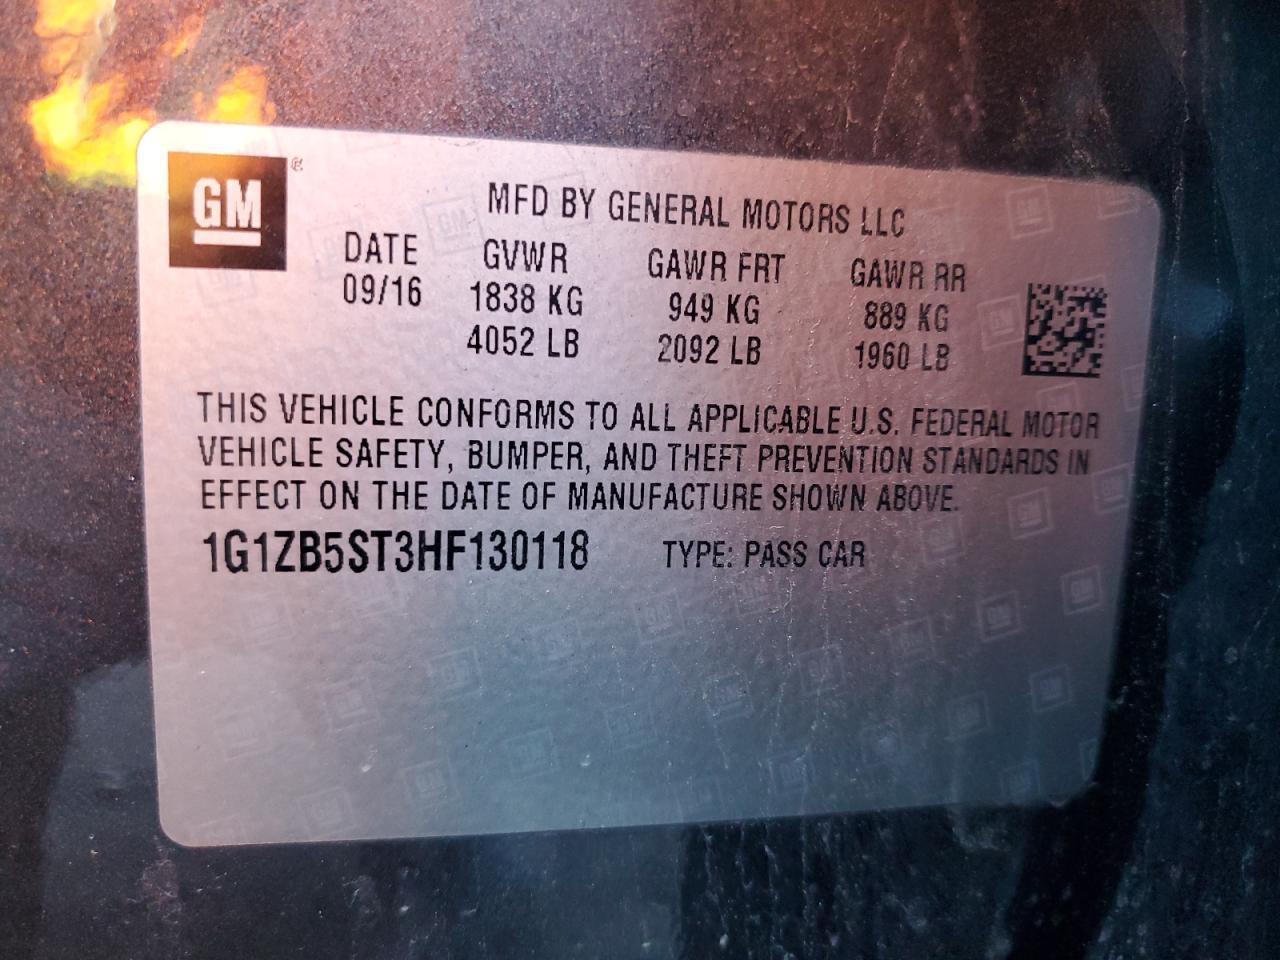 GM ®
MFD BY GENERAL MOTORS LLC
DATE GVWR GAWR FRT GAWR RR
09/16 1838 KG 949 KG 889 KG
4052 LB 2092 LB 1960 LB
THIS VEHICLE CONFORMS TO ALL APPLICABLE U.S. FEDERAL MOTOR
VEHICLE SAFETY, BUMPER, AND THEFT PREVENTION STANDARDS IN
EFFECT ON THE DATE OF MANUFACTURE SHOWN ABOVE.
1G1ZB5ST3HF130118 TYPE: PASS CAR